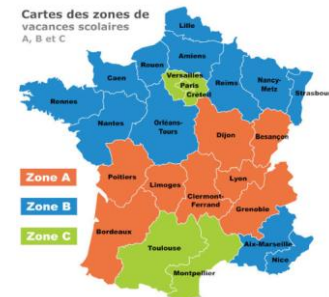 Cartes des zones de
vacances scolaires
A, B et C
Lille
Amiens
Rouen
Caen
Versailles
Paris
Créteil
Reims
Nancy-
Metz
Strasbourg
Rennes
Nantes
Orléans-
Tours
Dijon
Besançon
Zone A
Zone B
Zone C
Poitiers
Limoges
Clermont-
Ferrand
Lyon
Grenoble
Bordeaux
Toulouse
Montpellier
Aix-Marseille
Nice